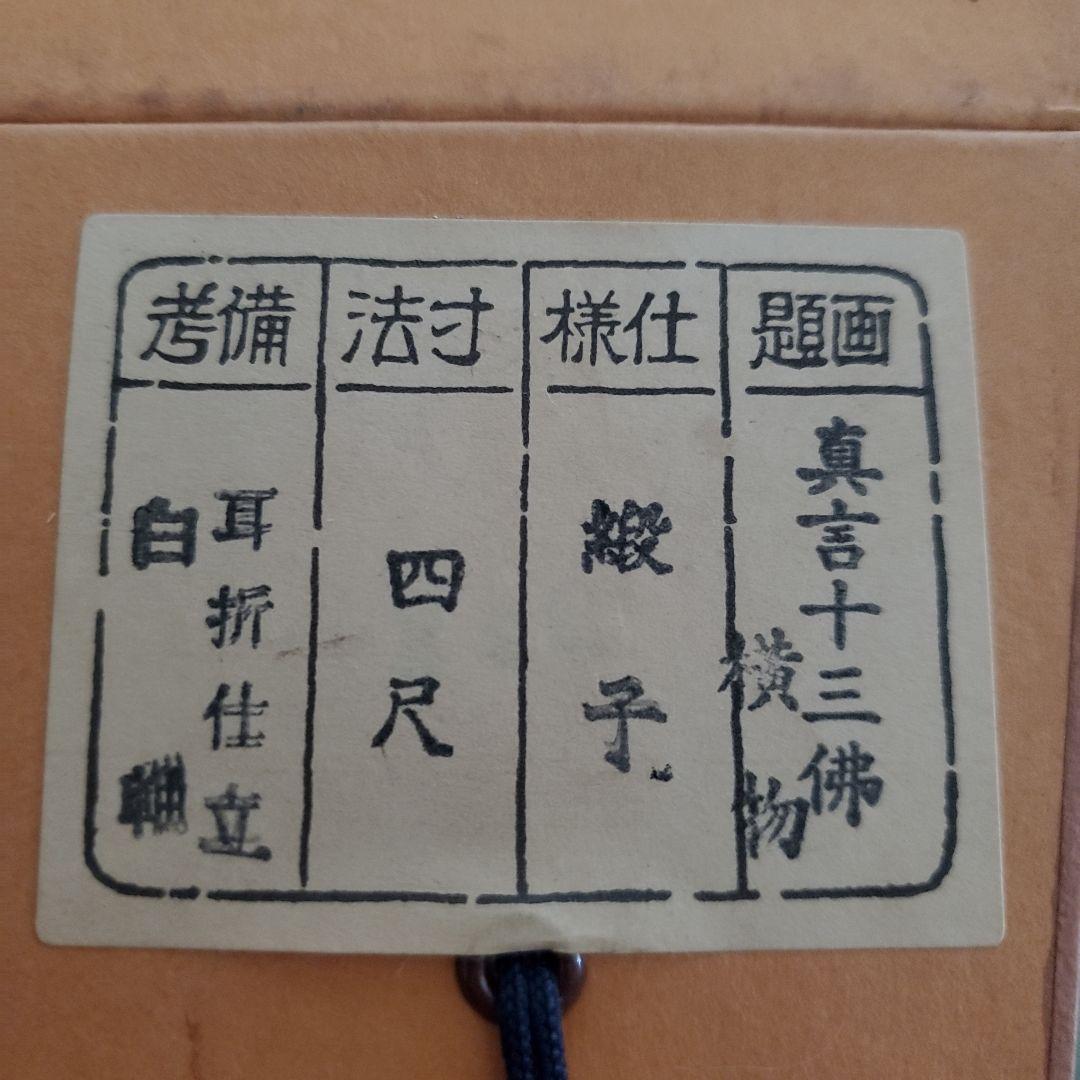 画題
真言十三佛
横物
仕様
緞子
寸法
四尺
備考
耳折仕立
白